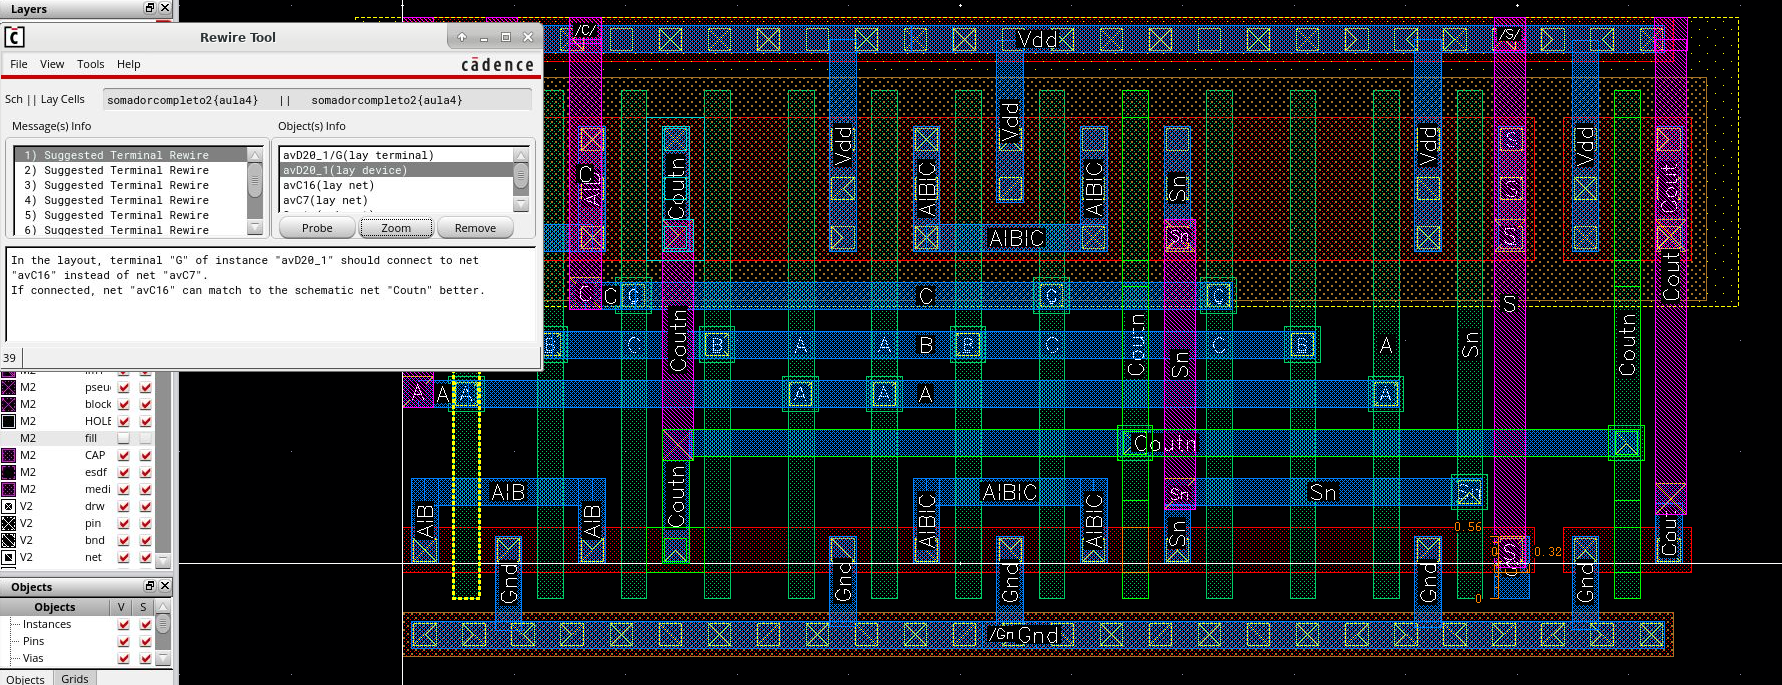 Layers
Rewire Tool
File View Tools Help
cādence
Sch || Lay Cells somadorcompleto2{aula4} || somadorcompleto2{aula4}
Message(s) Info
Object(s) Info
1) Suggested Terminal Rewire
2) Suggested Terminal Rewire
3) Suggested Terminal Rewire
4) Suggested Terminal Rewire
5) Suggested Terminal Rewire
6) Suggested Terminal Rewire
avD20_1/G(lay terminal)
avD20_1(lay device)
avC16(lay net)
avC7(lay net)
Probe Zoom Remove
In the layout, terminal "G" of instance "avD20_1" should connect to net
"avC16" instead of net "avC7".
If connected, net "avC16" can match to the schematic net "Coutn" better.
39
M2 pseu
M2 block
M2 HOLE
M2 fill
M2 CAP
M2 esdf
M2 medi
V2 drw
V2 pin
V2 bnd
V2 net
Objects
Objects V S
Instances
Pins
Vias
Objects Grids
/C/ Vdd /S/
Vdd Vdd Vdd Vdd
C Coutn AIBIC AIBIC Sn S Cout
AIBIC Sn S
C C C C C C Coutn S Cout
B C B A A B B C Coutn Sn C B A Sn Coutn
A A A A A A A
Coutn
AIB AIBIC Sn Sn Sn
AIB AIB Coutn AIBIC AIBIC Sn Cou
0.56
0 S 0.32
Gnd Gnd Gnd Gnd Gnd
0
/Gn Gnd